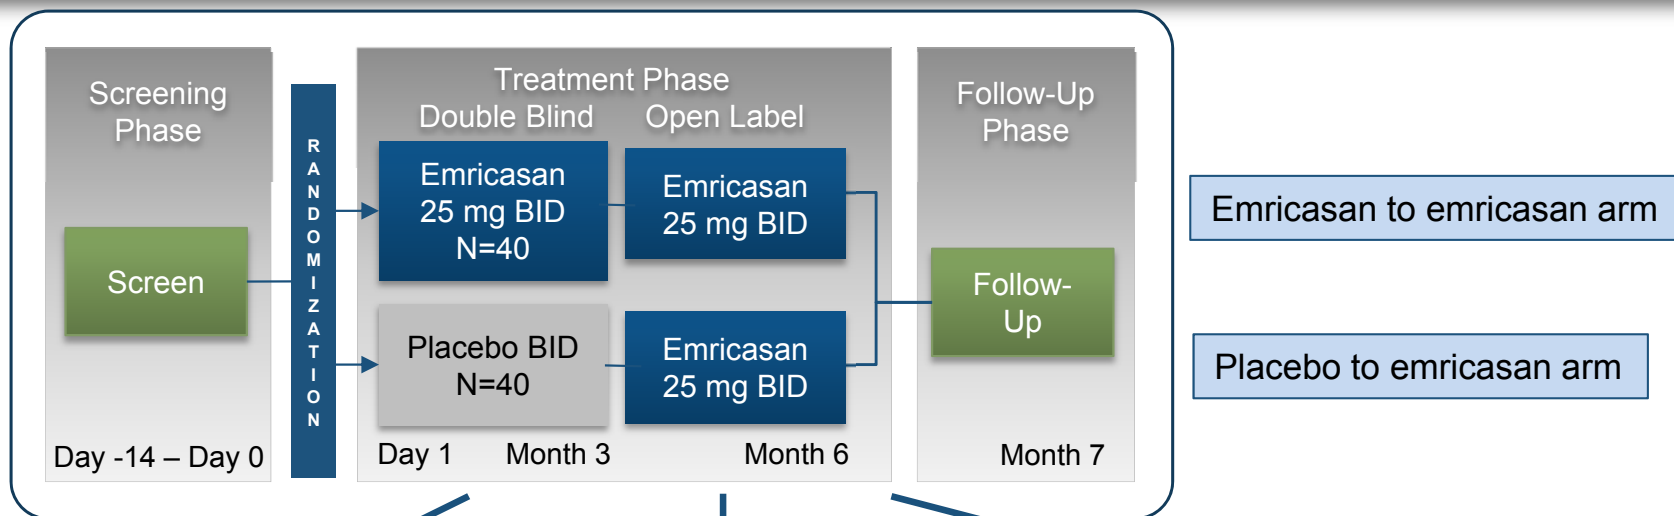 Screening
Phase
Screen
Day -14 – Day 0
RANDOMIZATION
Treatment Phase
Double Blind
Open Label
Emricasan
25 mg BID
N=40
Emricasan
25 mg BID
Placebo BID
N=40
Emricasan
25 mg BID
Day 1
Month 3
Month 6
Follow-Up
Phase
Follow-
Up
Month 7
Emricasan to emricasan arm
Placebo to emricasan arm